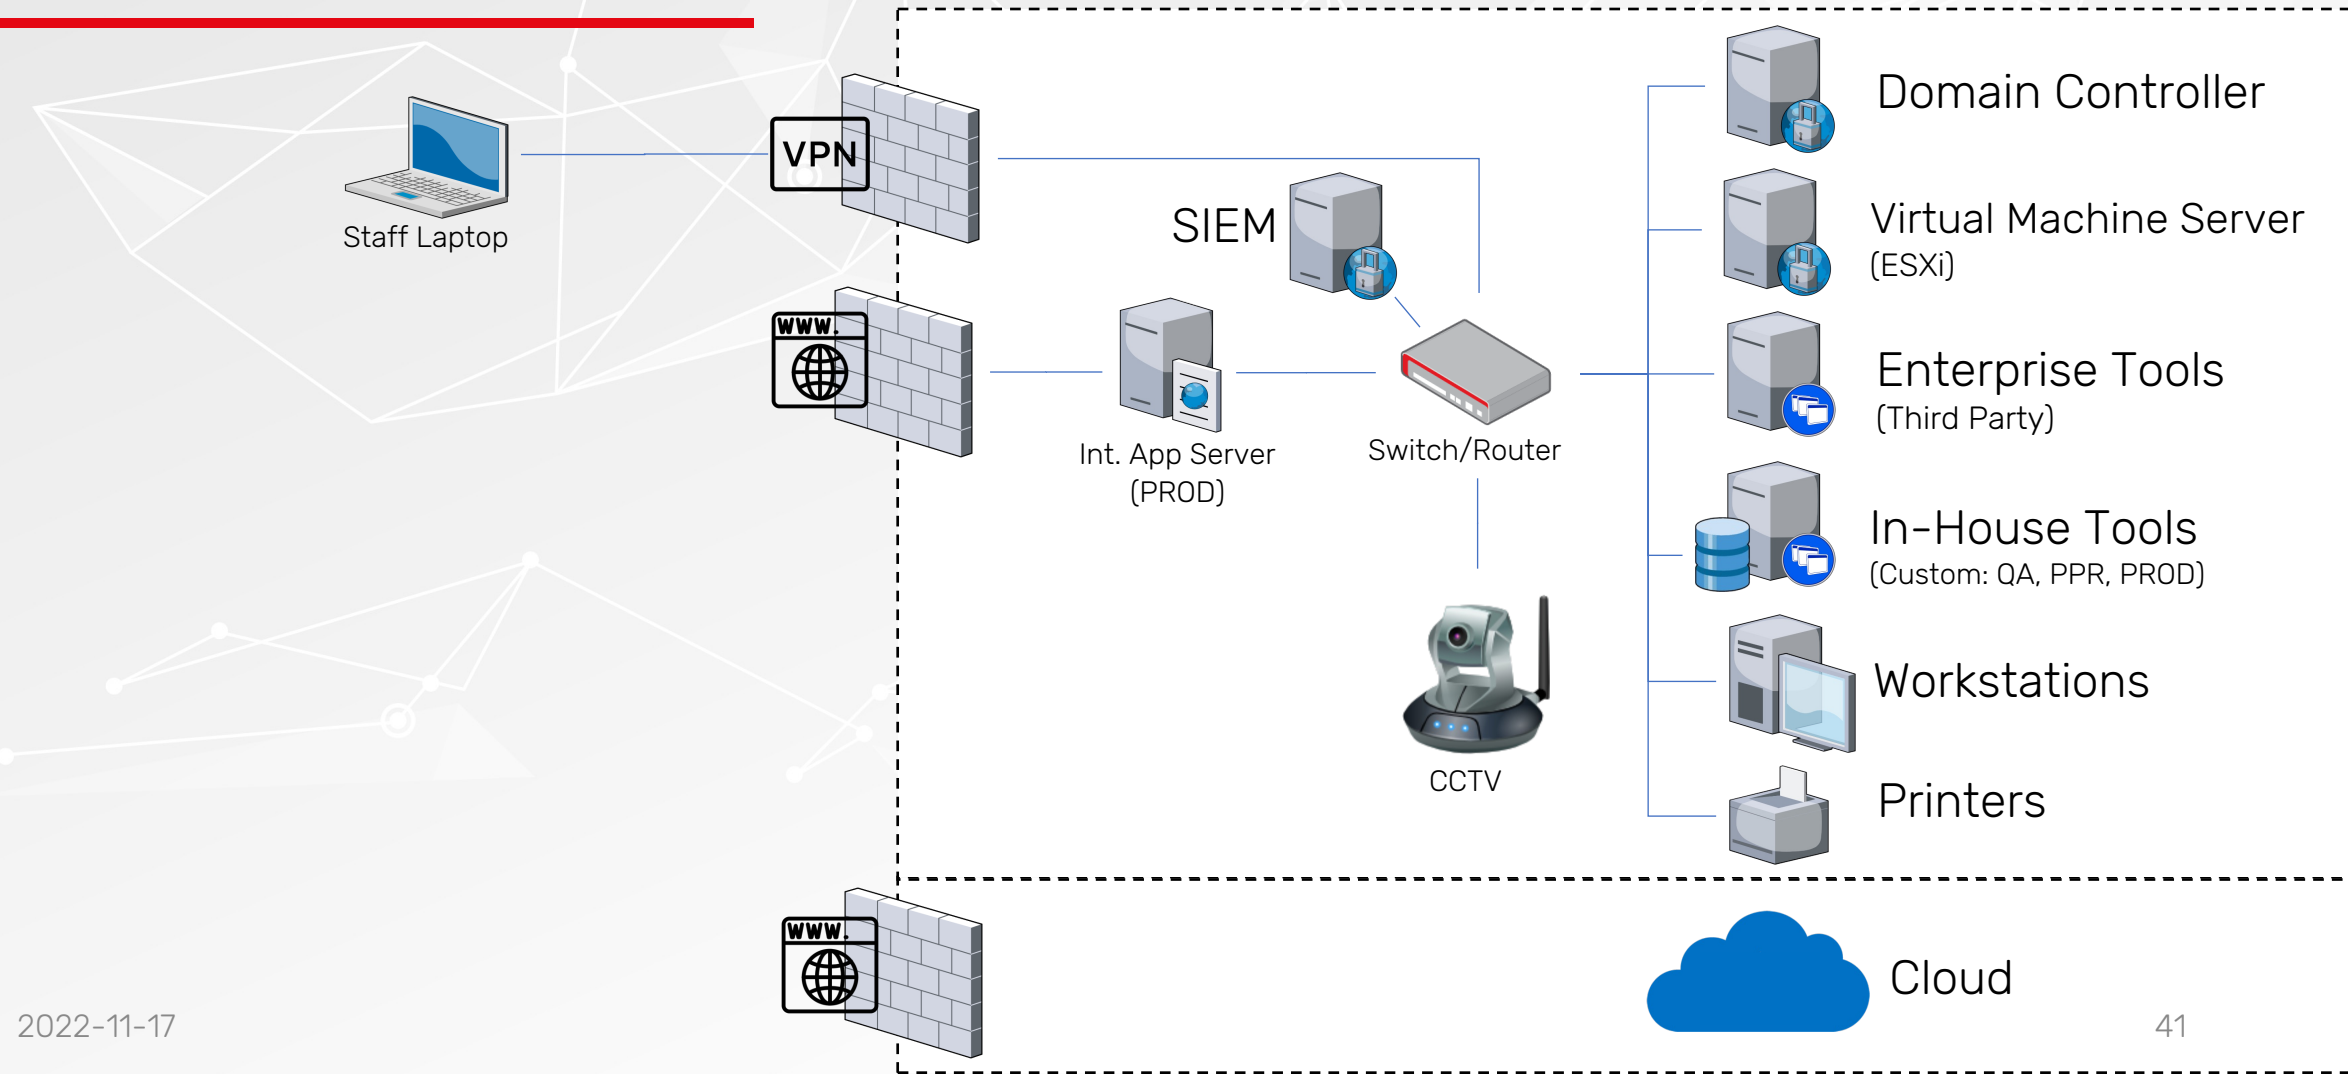 Staff Laptop
VPN
WWW.
SIEM
Int. App Server
(PROD)
Switch/Router
CCTV
Domain Controller
Virtual Machine Server
(ESXi)
Enterprise Tools
(Third Party)
In-House Tools
(Custom: QA, PPR, PROD)
Workstations
Printers
WWW.
Cloud
2022-11-17
41